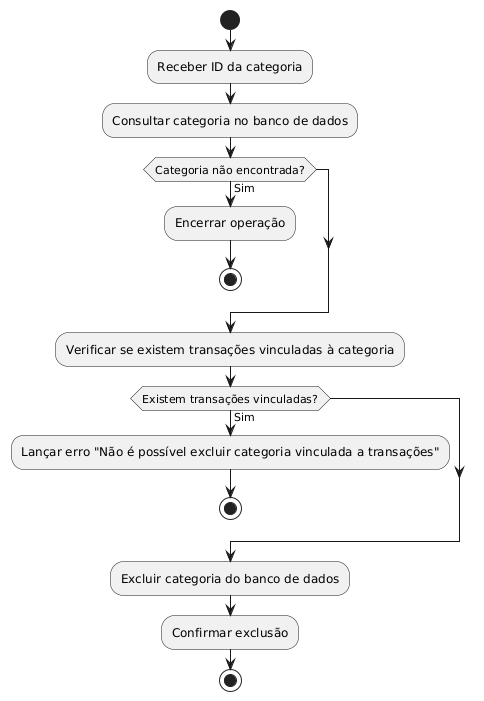 Receber ID da categoria
Consultar categoria no banco de dados
Categoria não encontrada?
Sim
Encerrar operação
Verificar se existem transações vinculadas à categoria
Existem transações vinculadas?
Sim
Lançar erro "Não é possível excluir categoria vinculada a transações"
Excluir categoria do banco de dados
Confirmar exclusão